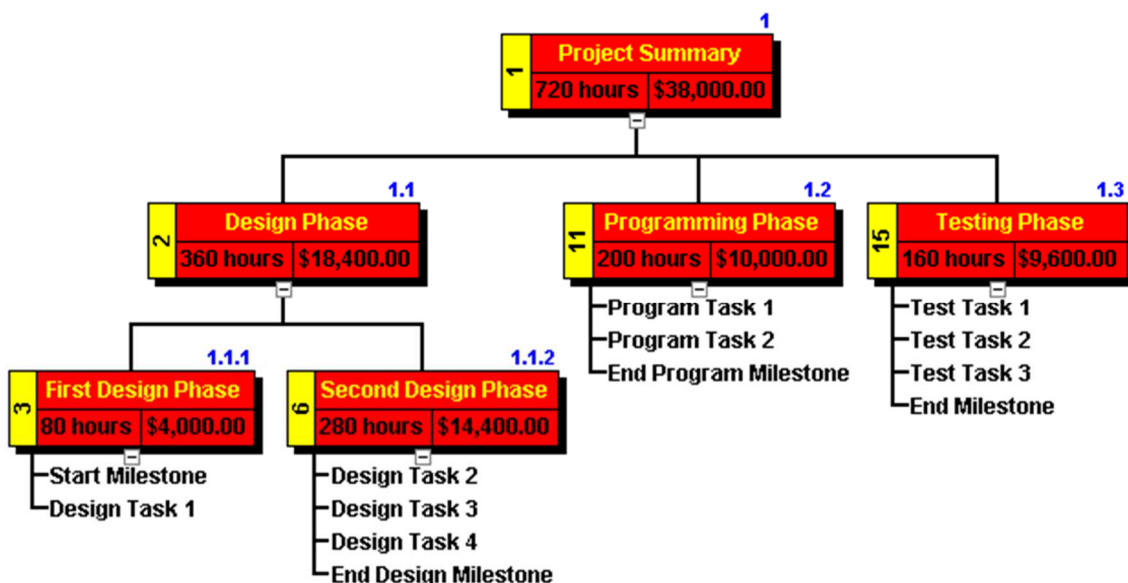 1
1
Project Summary
720 hours $38,000.00
1.1
2
Design Phase
360 hours $18,400.00
1.2
11
Programming Phase
200 hours $10,000.00
Program Task 1
Program Task 2
End Program Milestone
1.3
15
Testing Phase
160 hours $9,600.00
Test Task 1
Test Task 2
Test Task 3
End Milestone
1.1.1
3
First Design Phase
80 hours $4,000.00
Start Milestone
Design Task 1
1.1.2
6
Second Design Phase
280 hours $14,400.00
Design Task 2
Design Task 3
Design Task 4
End Design Milestone